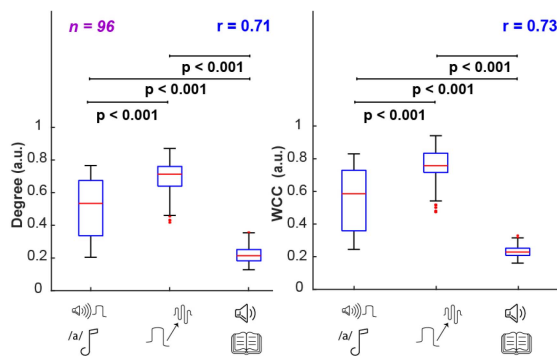 n = 96
r = 0.71
p < 0.001
p < 0.001
p < 0.001
Degree (a.u.)
1
0.8
0.6
0.4
0.2
0
/a/
r = 0.73
p < 0.001
p < 0.001
p < 0.001
WCC (a.u.)
1
0.8
0.6
0.4
0.2
0
/a/